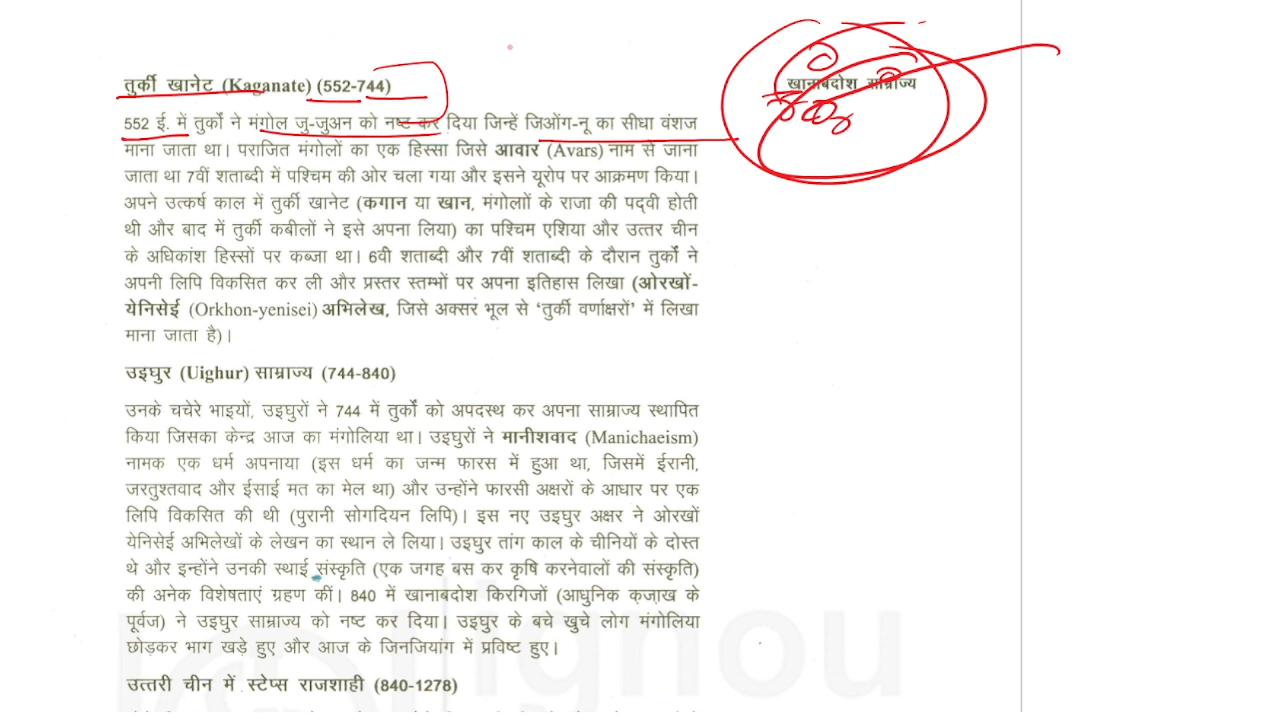 तुर्की खानेट (Kaganate) (552-744)
खानाबदोश साम्राज्य
552 ई. में तुर्कों ने मंगोल जु-जुअन को नष्ट कर दिया जिन्हें जिओंग-नू का सीधा वंशज
माना जाता था। पराजित मंगोलों का एक हिस्सा जिसे आवार (Avars) नाम से जाना
जाता था 7वीं शताब्दी में पश्चिम की ओर चला गया और इसने यूरोप पर आक्रमण किया।
अपने उत्कर्ष काल में तुर्की खानेट (कगान या खान, मंगोलाों के राजा की पद्वी होती
थी और बाद में तुर्की कबीलों ने इसे अपना लिया) का पश्चिम एशिया और उत्तर चीन
के अधिकांश हिस्सों पर कब्जा था। 6वी शताब्दी और 7वीं शताब्दी के दौरान तुर्कों ने
अपनी लिपि विकसित कर ली और प्रस्तर स्तम्भों पर अपना इतिहास लिखा (ओरखों-
येनिसेई (Orkhon-yenisei) अभिलेख, जिसे अक्सर भूल से ‘तुर्की वर्णाक्षरों’ में लिखा
माना जाता है)।
उइघुर (Uighur) साम्राज्य (744-840)
उनके चचेरे भाइयों, उइघुरों ने 744 में तुर्कों को अपदस्थ कर अपना साम्राज्य स्थापित
किया जिसका केन्द्र आज का मंगोलिया था। उइघुरों ने मानीशवाद (Manichaeism)
नामक एक धर्म अपनाया (इस धर्म का जन्म फारस में हुआ था, जिसमें ईरानी,
जरतुश्तवाद और ईसाई मत का मेल था) और उन्होंने फारसी अक्षरों के आधार पर एक
लिपि विकसित की थी (पुरानी सोगदियन लिपि)। इस नए उइघुर अक्षर ने ओरखों
येनिसेई अभिलेखों के लेखन का स्थान ले लिया। उइघुर तांग काल के चीनियों के दोस्त
थे और इन्होंने उनकी स्थाई संस्कृति (एक जगह बस कर कृषि करनेवालों की संस्कृति)
की अनेक विशेषताएं ग्रहण कीं। 840 में खानाबदोश किरगिजों (आधुनिक क़ज़ाख के
पूर्वज) ने उइघुर साम्राज्य को नष्ट कर दिया। उइघुर के बचे खुचे लोग मंगोलिया
छोड़कर भाग खड़े हुए और आज के जिनजियांग में प्रविष्ट हुए।
ignou
उत्तरी चीन में स्टेप्स राजशाही (840-1278)